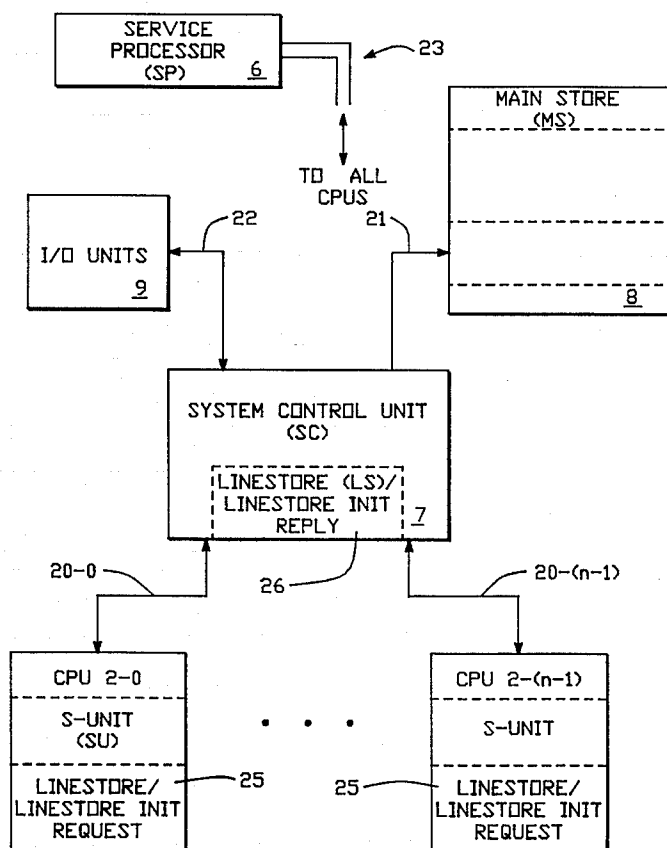 SERVICE
PROCESSOR
(SP)
6
23
MAIN STORE
(MS)
TO ALL
CPUS
22
21
I/O UNITS
9
8
SYSTEM CONTROL UNIT
(SC)
LINESTORE (LS)/
LINESTORE INIT
REPLY
7
20-0
26
20-(n-1)
CPU 2-0
CPU 2-(n-1)
S-UNIT
(SU)
S-UNIT
25
25
LINESTORE/
LINESTORE INIT
REQUEST
LINESTORE/
LINESTORE INIT
REQUEST